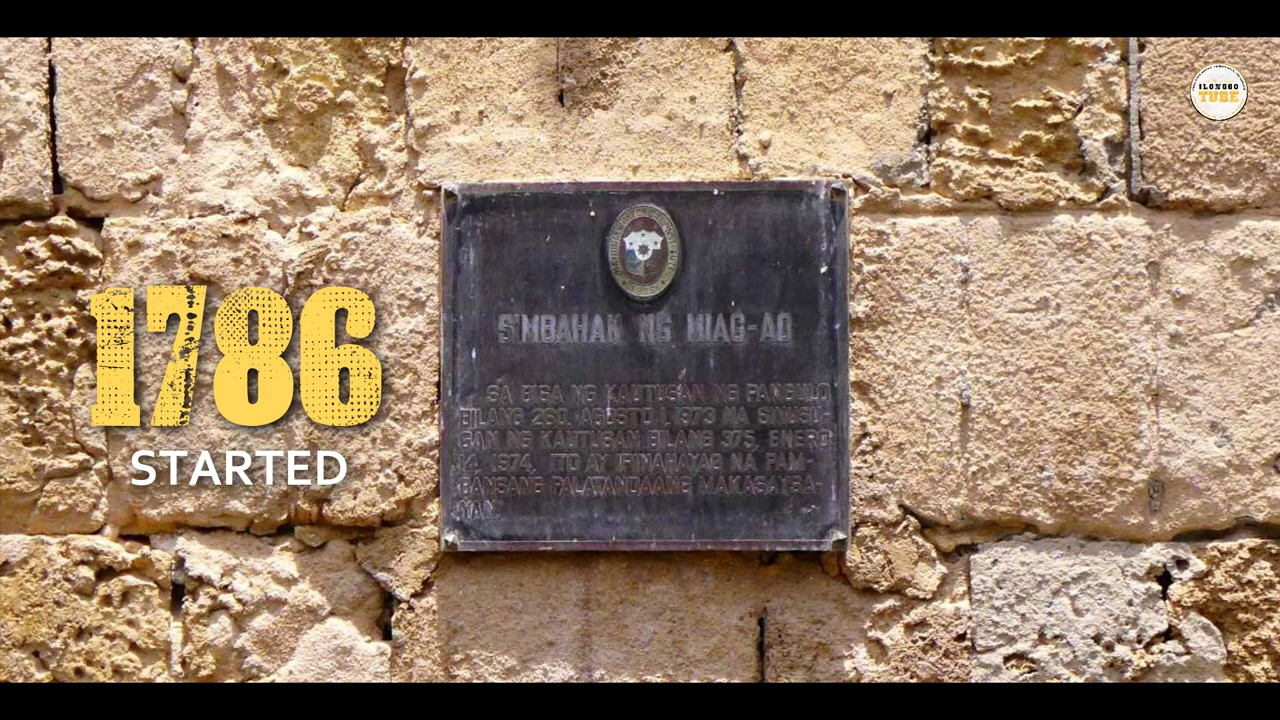 ILONGGO
TUBE
1786
STARTED
SIMBAHAN NG MIAG-AO
SA BISA NG KAUTUSAN NG PANGULO
BILANG 260, AGOSTO 1, 1973 NA SINUSU-
GAN NG KAUTUSAN BILANG 375, ENERO
14, 1974, ITO AY IPINAHAYAG NA PAM-
BANSANG PALATANDAANG MAKASAYSA-
YAN